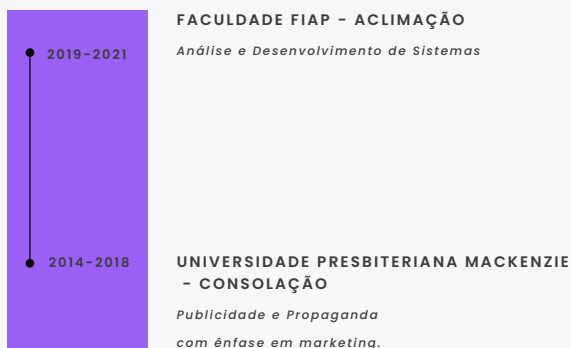 FACULDADE FIAP - ACLIMAÇÃO
2019-2021
Análise e Desenvolvimento de Sistemas
2014-2018
UNIVERSIDADE PRESBITERIANA MACKENZIE
- CONSOLAÇÃO
Publicidade e Propaganda
com ênfase em marketing.